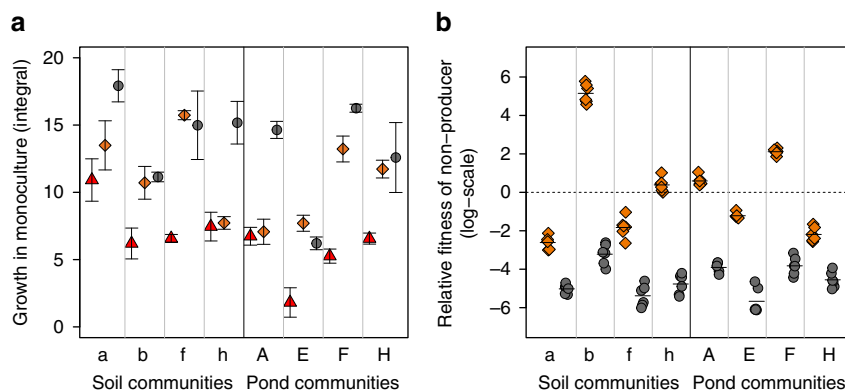 a
Growth in monoculture (integral)
20
15
10
5
0
a b f h A E F H
Soil communities Pond communities
b
Relative fitness of non–producer
(log–scale)
6
4
2
0
−2
−4
−6
a b f h A E F H
Soil communities Pond communities